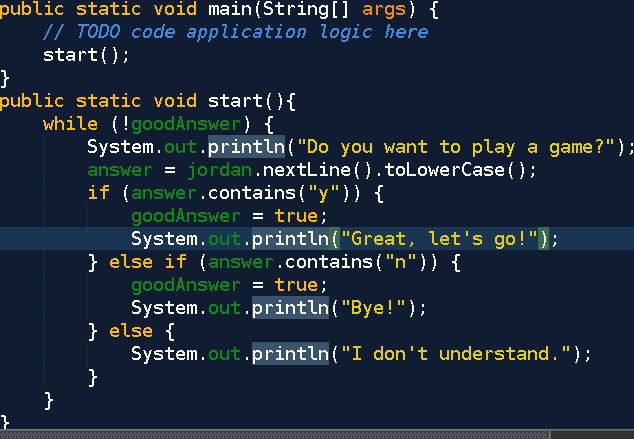 public static void main(String[] args) {
    // TODO code application logic here
    start();
}
public static void start(){
    while (!goodAnswer) {
        System.out.println("Do you want to play a game?");
        answer = jordan.nextLine().toLowerCase();
        if (answer.contains("y")) {
            goodAnswer = true;
            System.out.println("Great, let's go!");
        } else if (answer.contains("n")) {
            goodAnswer = true;
            System.out.println("Bye!");
        } else {
            System.out.println("I don't understand.");
        }
    }
}